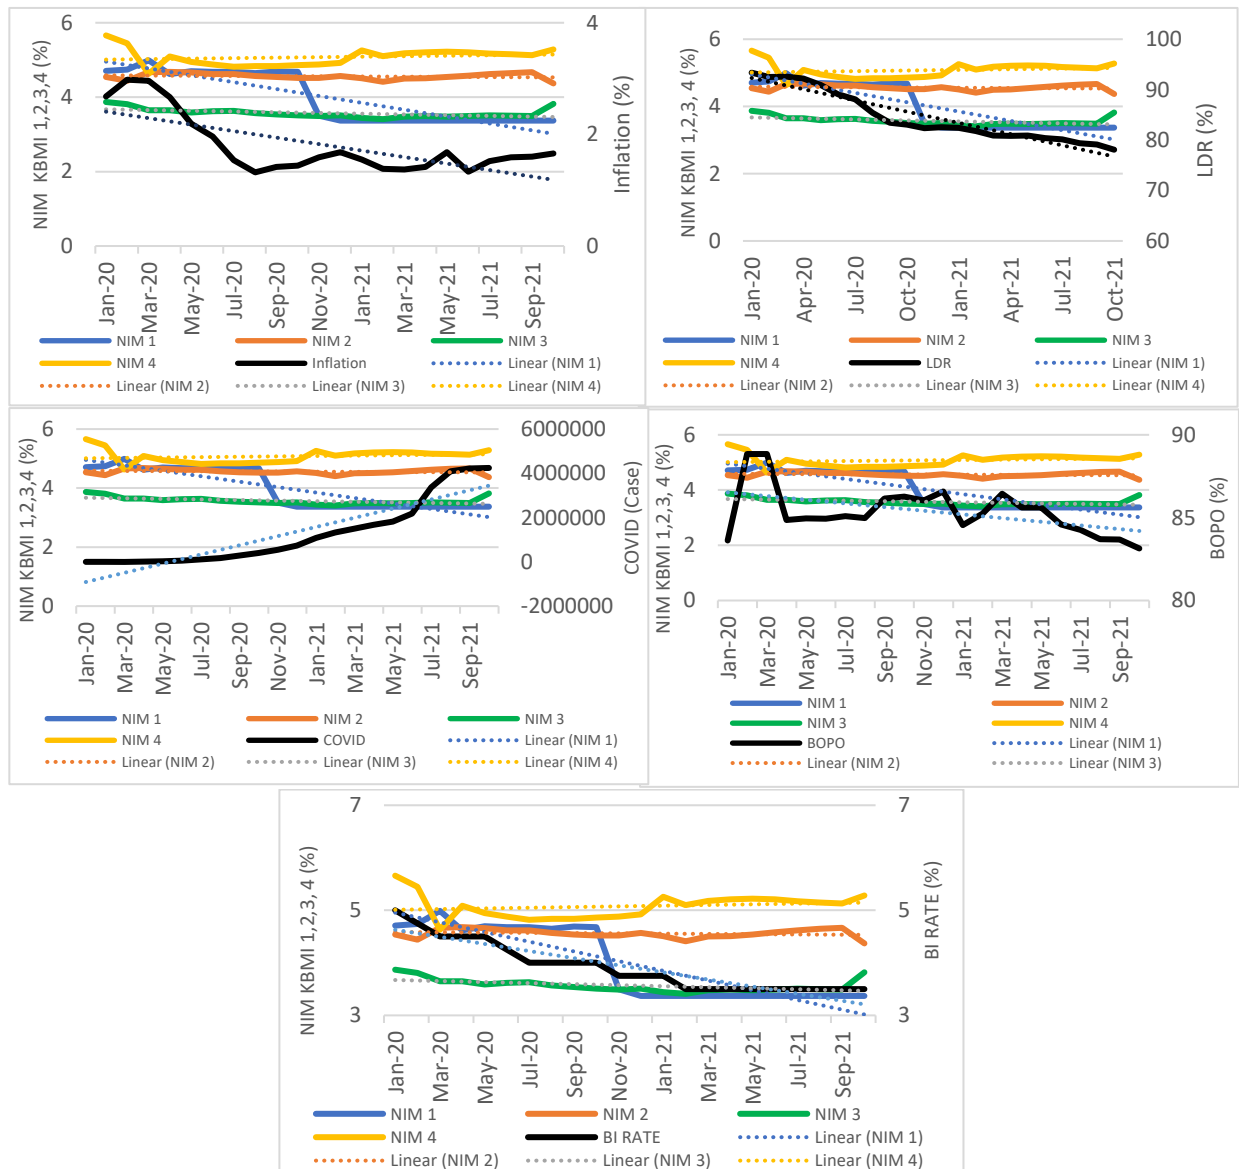 6
4
2
0
NIM KBMI 1,2,3,4 (%)
4
2
0
Inflation (%)
Jan-20
Mar-20
May-20
Jul-20
Sep-20
Nov-20
Jan-21
Mar-21
May-21
Jul-21
Sep-21
NIM 1 NIM 2 NIM 3
NIM 4 Inflation Linear (NIM 1)
Linear (NIM 2) Linear (NIM 3) Linear (NIM 4)
6
4
2
0
NIM KBMI 1,2,3,4 (%)
100
90
80
70
60
LDR (%)
Jan-20
Apr-20
Jul-20
Oct-20
Jan-21
Apr-21
Jul-21
Oct-21
NIM 1 NIM 2 NIM 3
NIM 4 LDR Linear (NIM 1)
Linear (NIM 2) Linear (NIM 3) Linear (NIM 4)
6
4
2
0
NIM KBMI 1,2,3,4 (%)
6000000
4000000
2000000
0
-2000000
COVID (Case)
Jan-20
Mar-20
May-20
Jul-20
Sep-20
Nov-20
Jan-21
Mar-21
May-21
Jul-21
Sep-21
NIM 1 NIM 2 NIM 3
NIM 4 COVID Linear (NIM 1)
Linear (NIM 2) Linear (NIM 3) Linear (NIM 4)
6
4
2
0
NIM KBMI 1,2,3, 4 (%)
90
85
80
BOPO (%)
Jan-20
Mar-20
May-20
Jul-20
Sep-20
Nov-20
Jan-21
Mar-21
May-21
Jul-21
Sep-21
NIM 1 NIM 2
NIM 3 NIM 4
BOPO Linear (NIM 1)
Linear (NIM 2) Linear (NIM 3)
7
5
3
NIM KBMI 1,2,3, 4 (%)
7
5
3
BI RATE (%)
Jan-20
Mar-20
May-20
Jul-20
Sep-20
Nov-20
Jan-21
Mar-21
May-21
Jul-21
Sep-21
NIM 1 NIM 2 NIM 3
NIM 4 BI RATE Linear (NIM 1)
Linear (NIM 2) Linear (NIM 3) Linear (NIM 4)